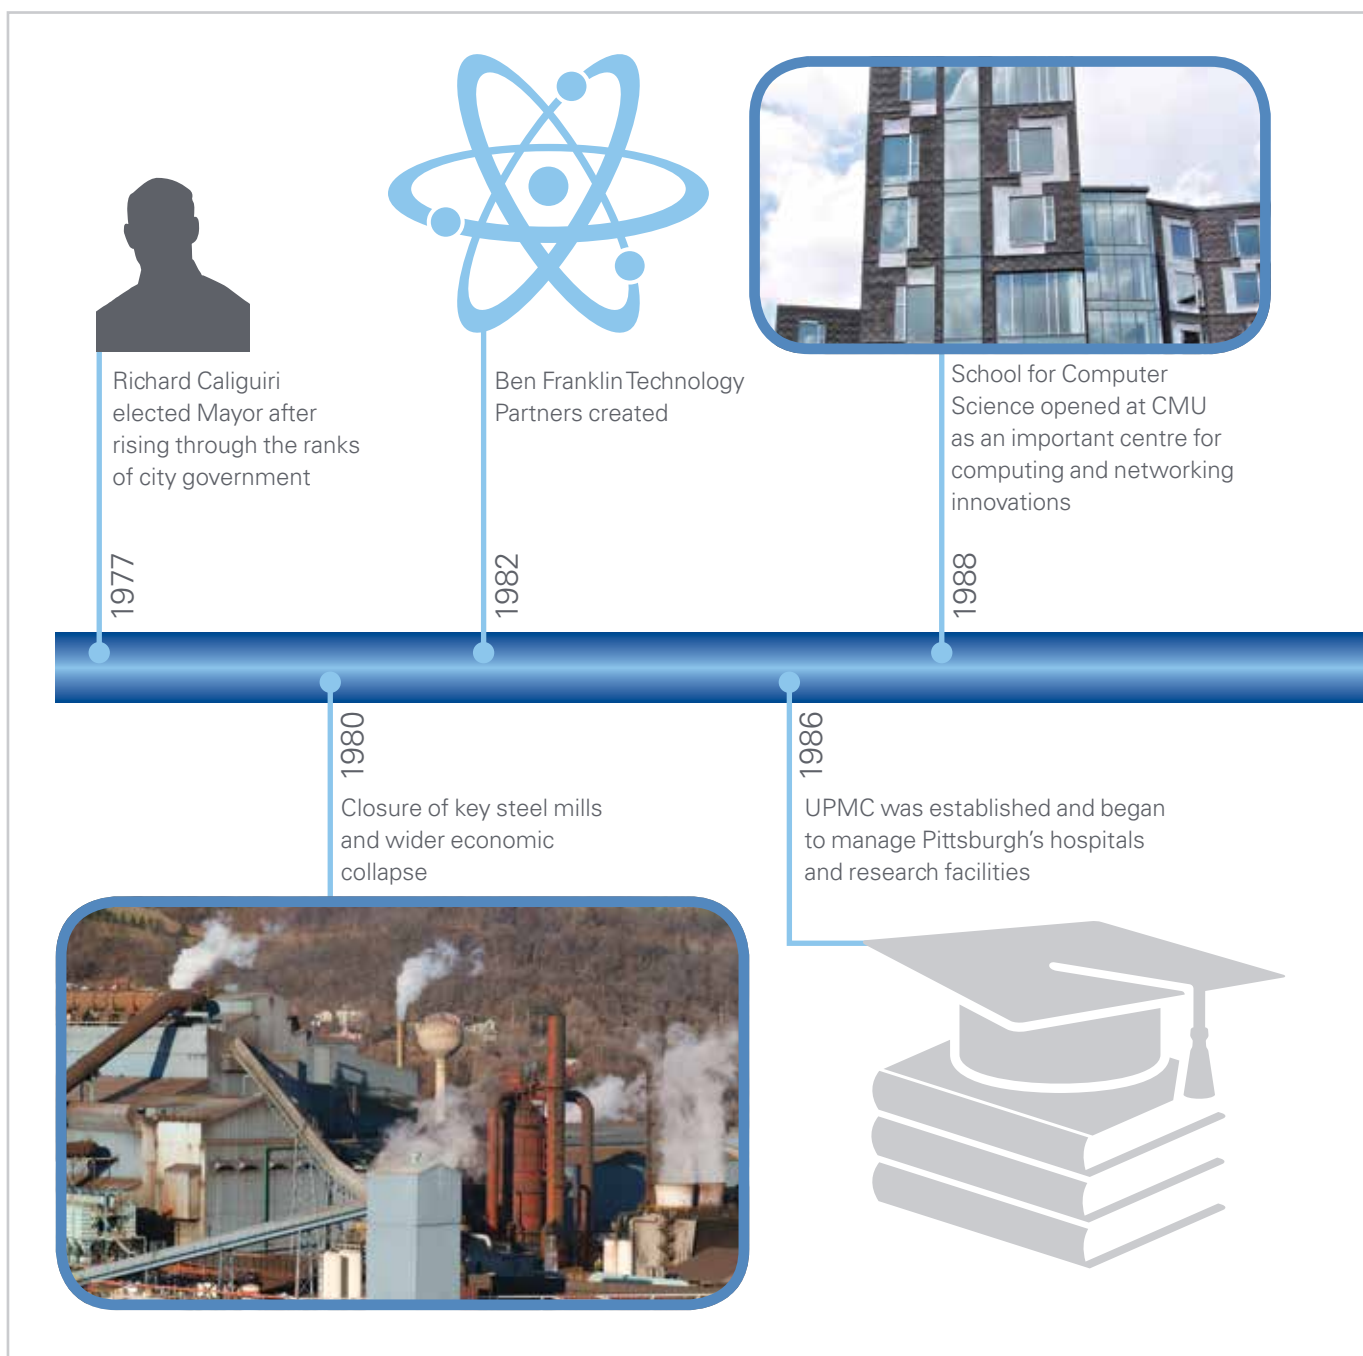 Richard Caliguiri
elected Mayor after
rising through the ranks
of city government
1977
Closure of key steel mills
and wider economic
collapse
1980
Ben Franklin Technology
Partners created
1982
UPMC was established and began
to manage Pittsburgh's hospitals
and research facilities
1986
School for Computer
Science opened at CMU
as an important centre for
computing and networking
innovations
1988